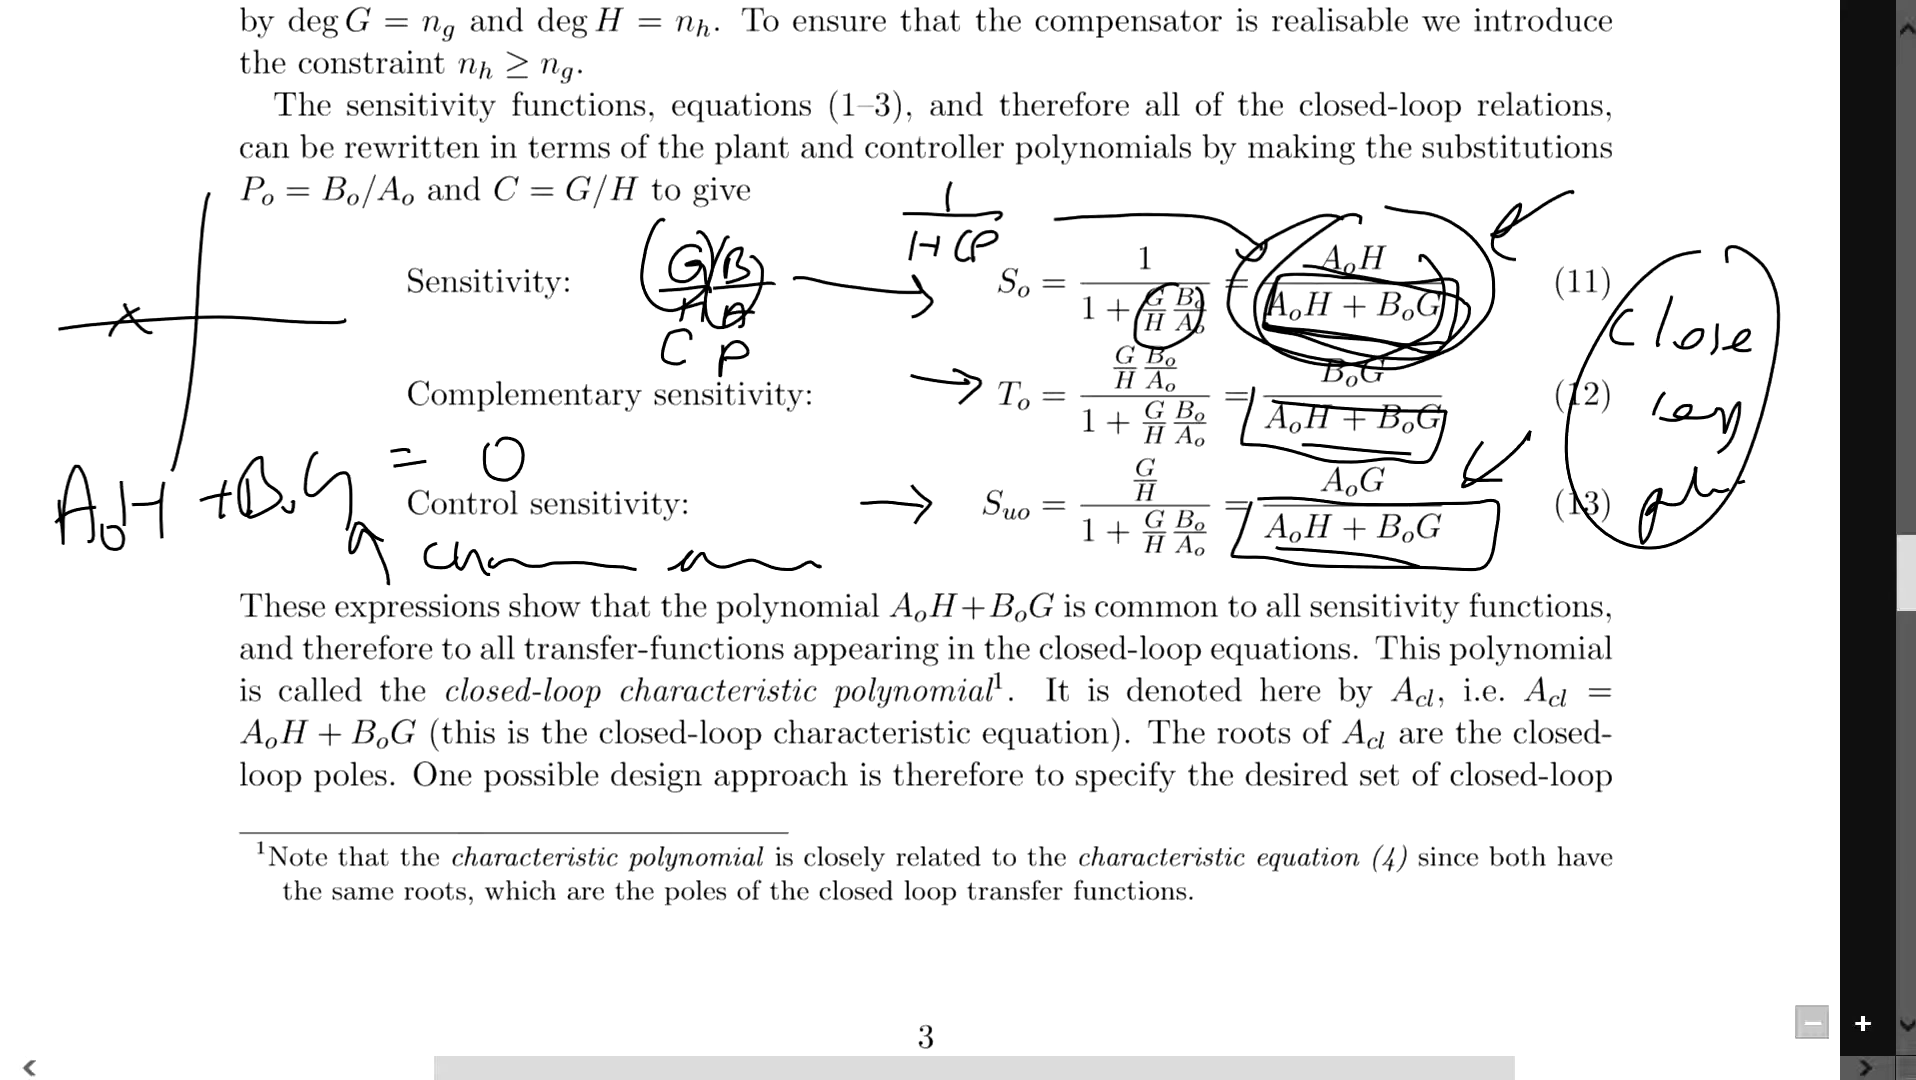 by deg G = n_g and deg H = n_h. To ensure that the compensator is realisable we introduce
the constraint n_h ≥ n_g.
The sensitivity functions, equations (1–3), and therefore all of the closed-loop relations,
can be rewritten in terms of the plant and controller polynomials by making the substitutions
P_o = B_o/A_o and C = G/H to give
1 / H CP
Sensitivity: (G/H)(B/A) S_o = 1 / (1 + G/H B_o/A_o) = A_oH / (A_oH + B_oG) (11)
C P
Close
Complementary sensitivity: T_o = (G/H B_o/A_o) / (1 + G/H B_o/A_o) = B_oG / (A_oH + B_oG) (12)
A_oH + B_oG = 0
Control sensitivity: S_uo = (G/H) / (1 + G/H B_o/A_o) = A_oG / (A_oH + B_oG) (13)
These expressions show that the polynomial A_oH+B_oG is common to all sensitivity functions,
and therefore to all transfer-functions appearing in the closed-loop equations. This polynomial
is called the closed-loop characteristic polynomial¹. It is denoted here by A_cl, i.e. A_cl =
A_oH + B_oG (this is the closed-loop characteristic equation). The roots of A_cl are the closed-
loop poles. One possible design approach is therefore to specify the desired set of closed-loop
¹Note that the characteristic polynomial is closely related to the characteristic equation (4) since both have
the same roots, which are the poles of the closed loop transfer functions.
3